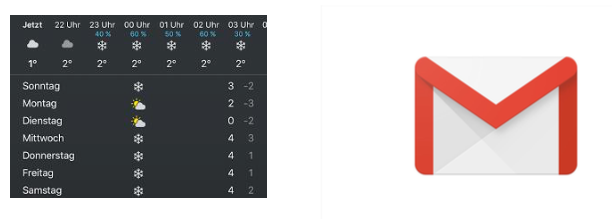 Jetzt 22 Uhr 23 Uhr 00 Uhr 01 Uhr 02 Uhr 03 Uhr
40 % 60 % 50 % 60 % 30 %
1° 2° 2° 2° 2° 2° 2°
Sonntag 3 -2
Montag 2 -3
Dienstag 0 -2
Mittwoch 4 3
Donnerstag 4 1
Freitag 4 1
Samstag 4 2